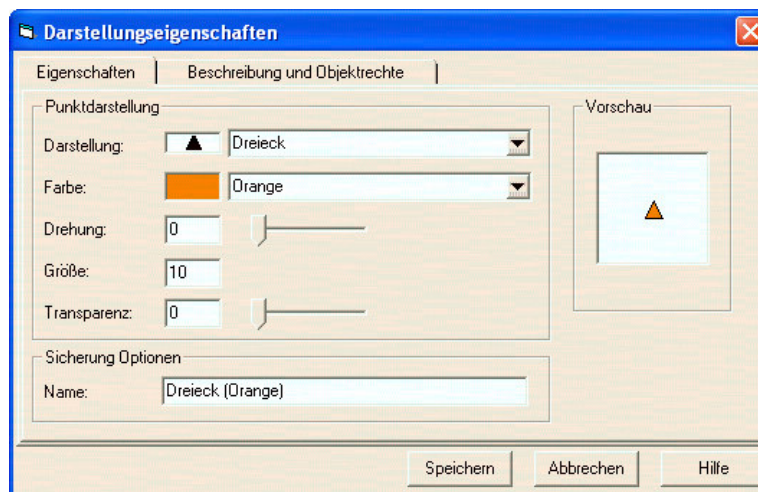 Darstellungseigenschaften
Eigenschaften Beschreibung und Objektrechte
Punktdarstellung
Darstellung: Dreieck
Farbe: Orange
Drehung: 0
Größe: 10
Transparenz: 0
Vorschau
Sicherung Optionen
Name: Dreieck (Orange)
Speichern Abbrechen Hilfe